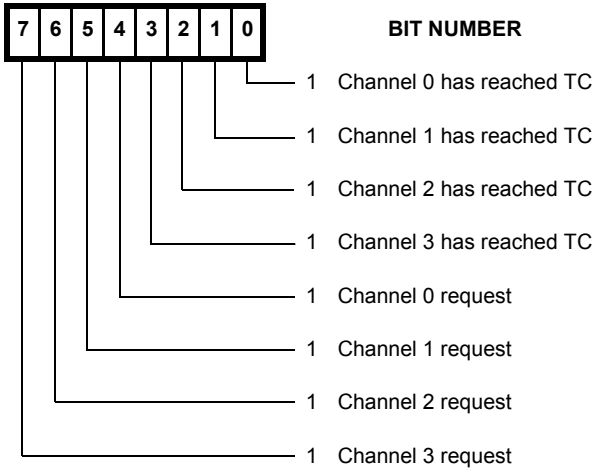 7 6 5 4 3 2 1 0 BIT NUMBER
1 Channel 0 has reached TC
1 Channel 1 has reached TC
1 Channel 2 has reached TC
1 Channel 3 has reached TC
1 Channel 0 request
1 Channel 1 request
1 Channel 2 request
1 Channel 3 request